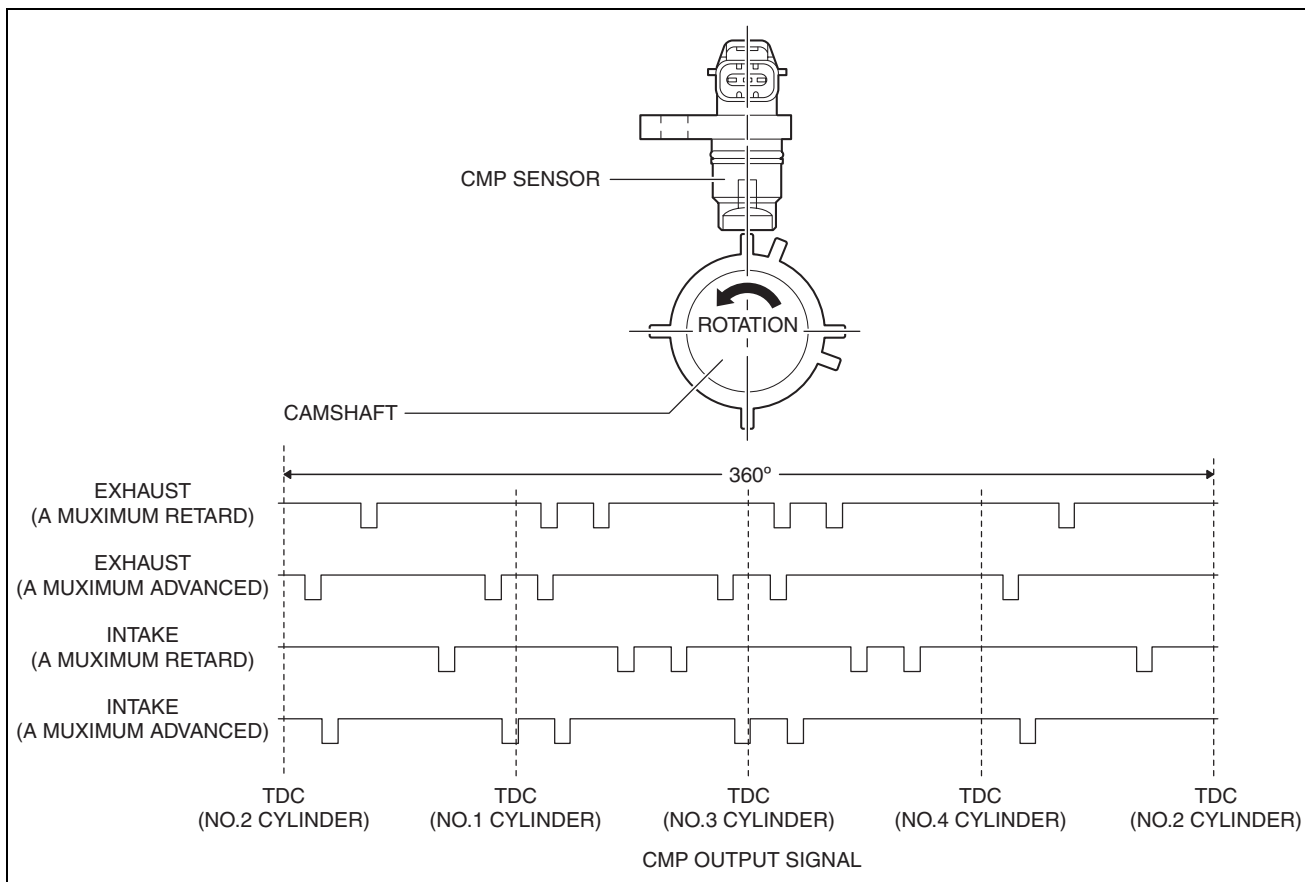 CMP SENSOR
ROTATION
CAMSHAFT
360º
EXHAUST
(A MUXIMUM RETARD)
EXHAUST
(A MUXIMUM ADVANCED)
INTAKE
(A MUXIMUM RETARD)
INTAKE
(A MUXIMUM ADVANCED)
TDC
(NO.2 CYLINDER)
TDC
(NO.1 CYLINDER)
TDC
(NO.3 CYLINDER)
TDC
(NO.4 CYLINDER)
TDC
(NO.2 CYLINDER)
CMP OUTPUT SIGNAL